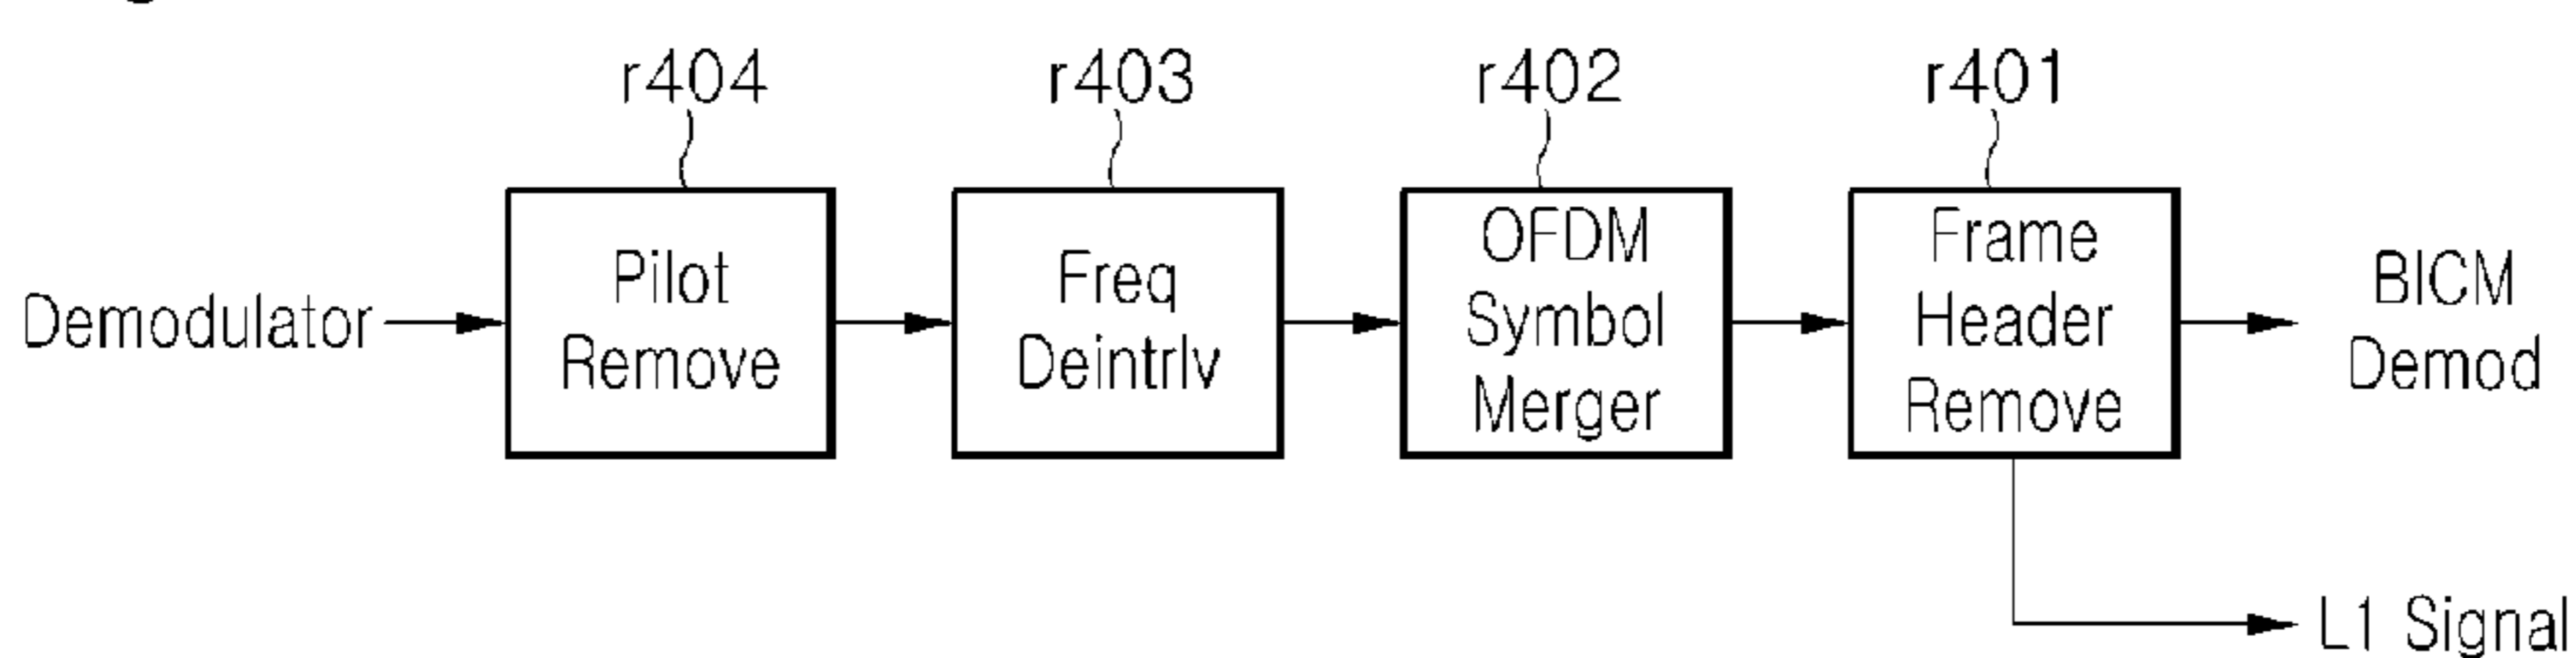 r404
r403
r402
r401
Demodulator
Pilot
Remove
Freq
Deintrlv
OFDM
Symbol
Merger
Frame
Header
Remove
BICM
Demod
L1 Signal